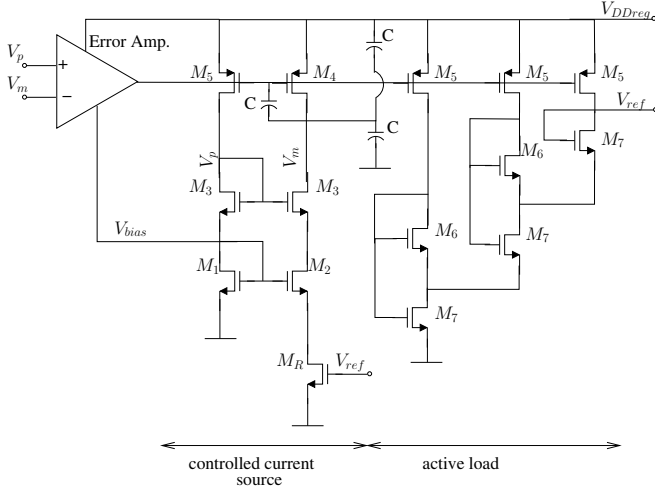 V_DDreg
C
Error Amp.
V_p
+
V_m
−
M_5
M_4
M_5
M_5
M_5
C
C
V_ref
M_7
M_6
V_p
V_m
M_3
M_3
M_6
M_7
V_bias
M_1
M_2
M_7
M_R
V_ref
controlled current
source
active load